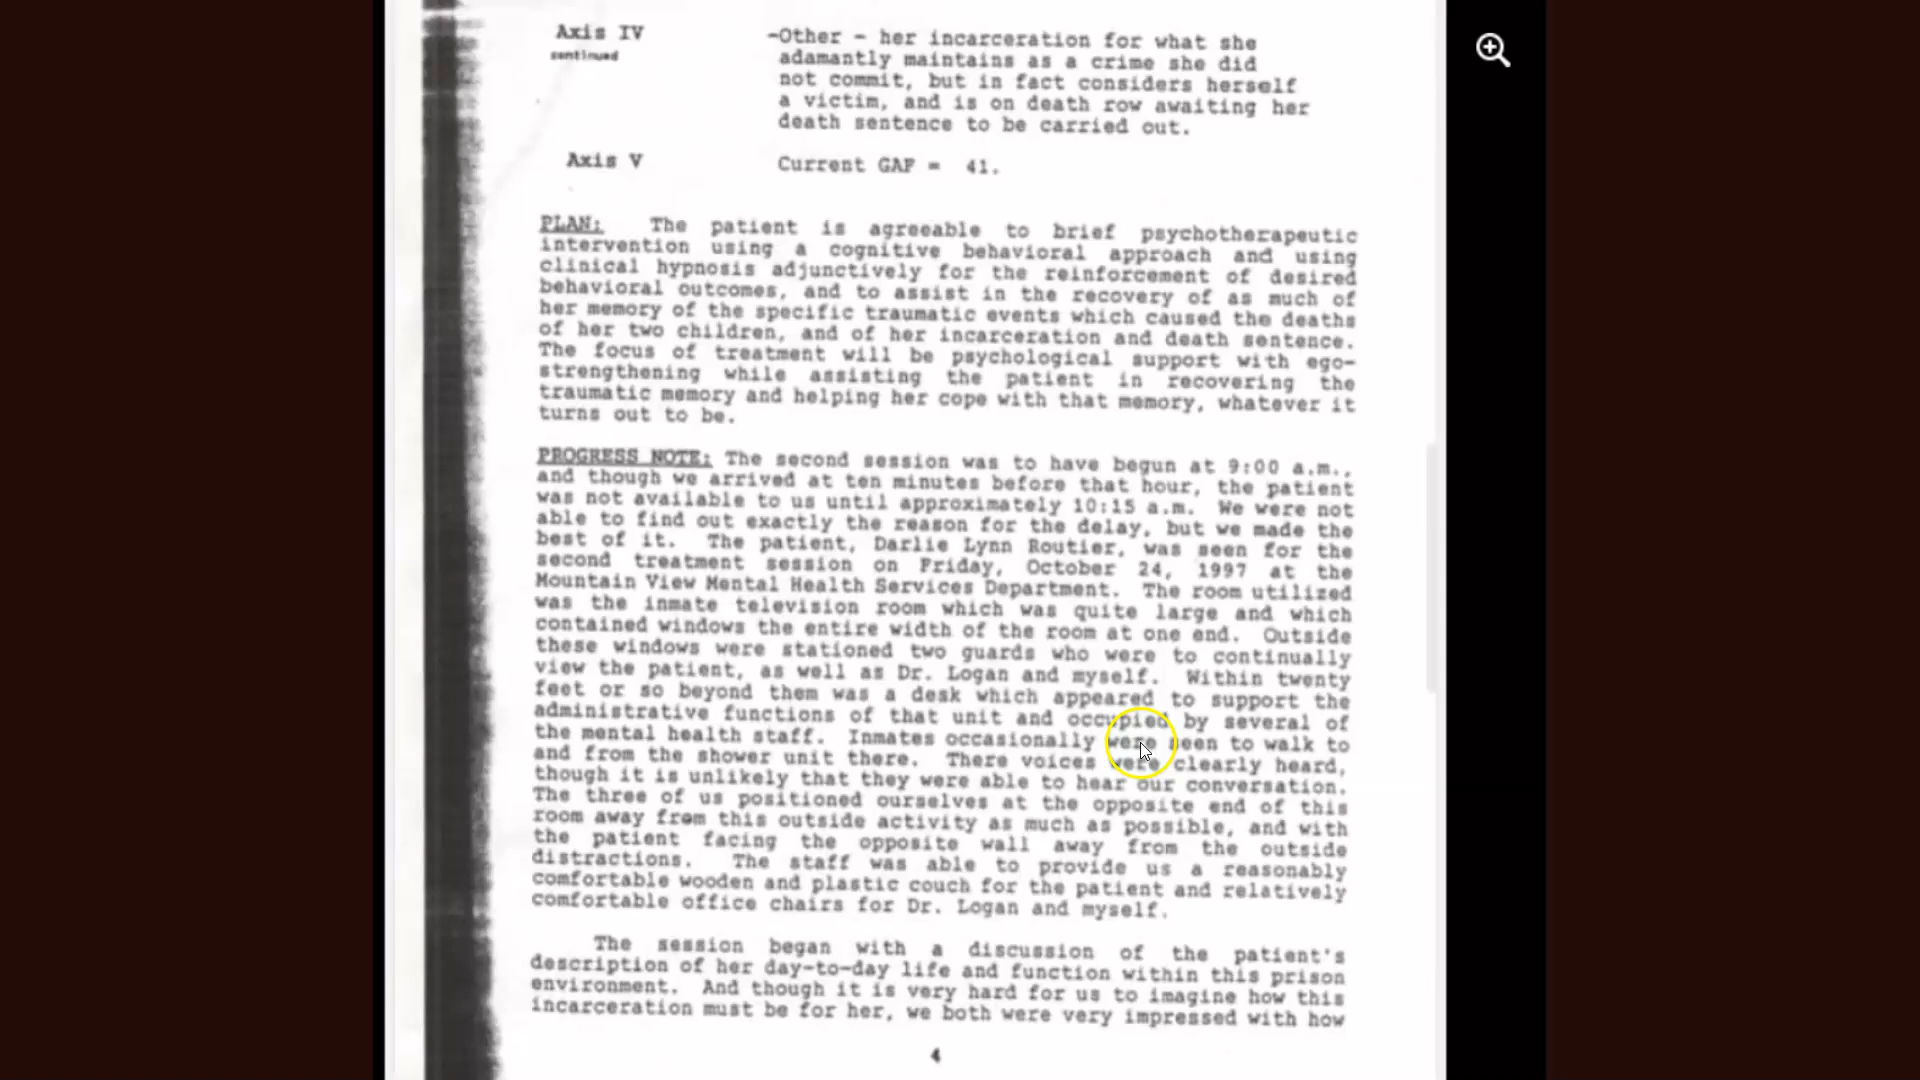 Axis IV
continued
-Other - her incarceration for what she
adamantly maintains as a crime she did
not commit, but in fact considers herself
a victim, and is on death row awaiting her
death sentence to be carried out.
Axis V
Current GAF = 41.
PLAN: The patient is agreeable to brief psychotherapeutic
intervention using a cognitive behavioral approach and using
clinical hypnosis adjunctively for the reinforcement of desired
behavioral outcomes, and to assist in the recovery of as much of
her memory of the specific traumatic events which caused the deaths
of her two children, and of her incarceration and death sentence.
The focus of treatment will be psychological support with ego-
strengthening while assisting the patient in recovering the
traumatic memory and helping her cope with that memory, whatever it
turns out to be.
PROGRESS NOTE: The second session was to have begun at 9:00 a.m.,
and though we arrived at ten minutes before that hour, the patient
was not available to us until approximately 10:15 a.m. We were not
able to find out exactly the reason for the delay, but we made the
best of it. The patient, Darlie Lynn Routier, was seen for the
second treatment session on Friday, October 24, 1997 at the
Mountain View Mental Health Services Department. The room utilized
was the inmate television room which was quite large and which
contained windows the entire width of the room at one end. Outside
these windows were stationed two guards who were to continually
view the patient, as well as Dr. Logan and myself. Within twenty
feet or so beyond them was a desk which appeared to support the
administrative functions of that unit and occupied by several of
the mental health staff. Inmates occasionally were seen to walk to
and from the shower unit there. There voices were clearly heard,
though it is unlikely that they were able to hear our conversation.
The three of us positioned ourselves at the opposite end of this
room away from this outside activity as much as possible, and with
the patient facing the opposite wall away from the outside
distractions. The staff was able to provide us a reasonably
comfortable wooden and plastic couch for the patient and relatively
comfortable office chairs for Dr. Logan and myself.
The session began with a discussion of the patient's
description of her day-to-day life and function within this prison
environment. And though it is very hard for us to imagine how this
incarceration must be for her, we both were very impressed with how
4